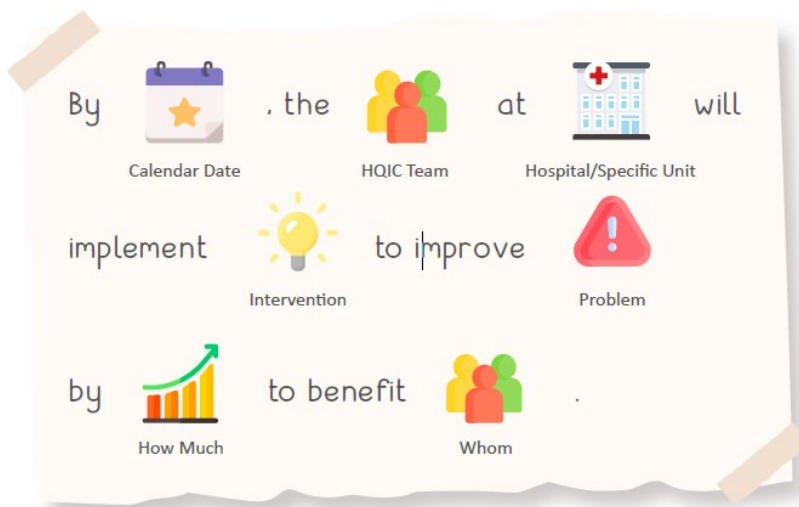 By , the at will
Calendar Date HQIC Team Hospital/Specific Unit
implement to improve
Intervention Problem
by to benefit .
How Much Whom